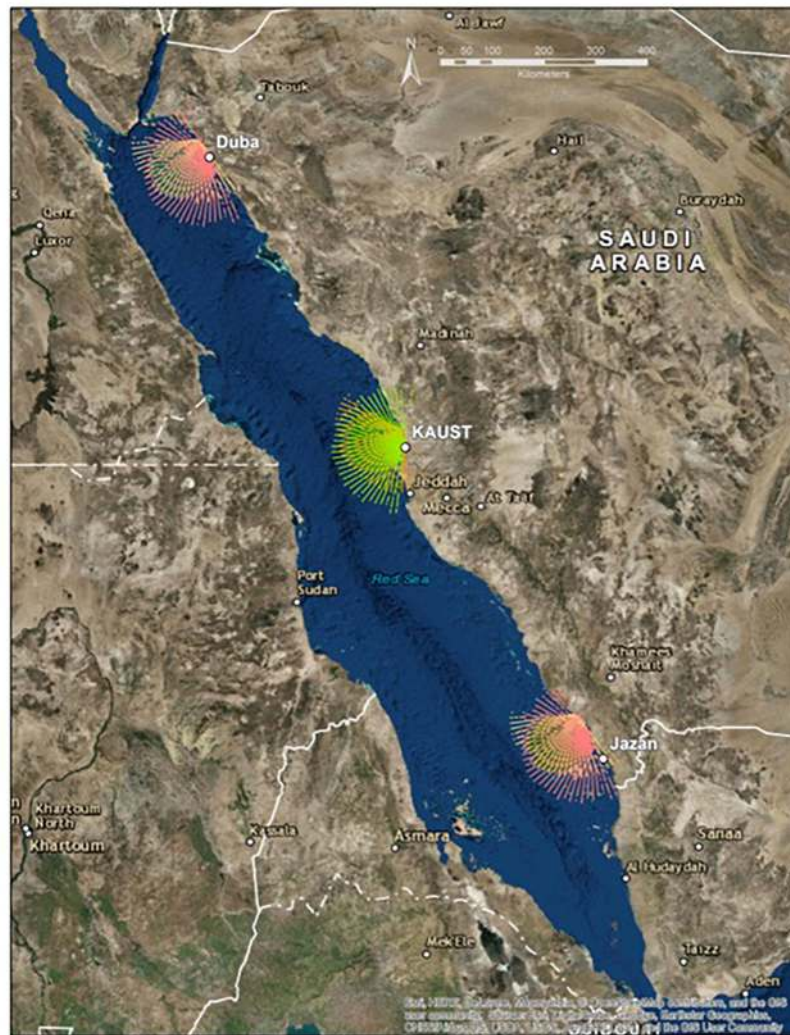 Al Jawf
N
0 50 100 200 300 400
Kilometers
Tabouk
Duba
Hail
Buraydah
Qena
Luxor
SAUDI
ARABIA
Madinah
KAUST
Jeddah
Mecca
At Ta'if
Red Sea
Port
Sudan
Khamees
Moshait
Jazan
Khartoum
North
Khartoum
Kassala
Asmara
Sanaa
Al Hudaydah
Mek'Ele
Taizz
Aden